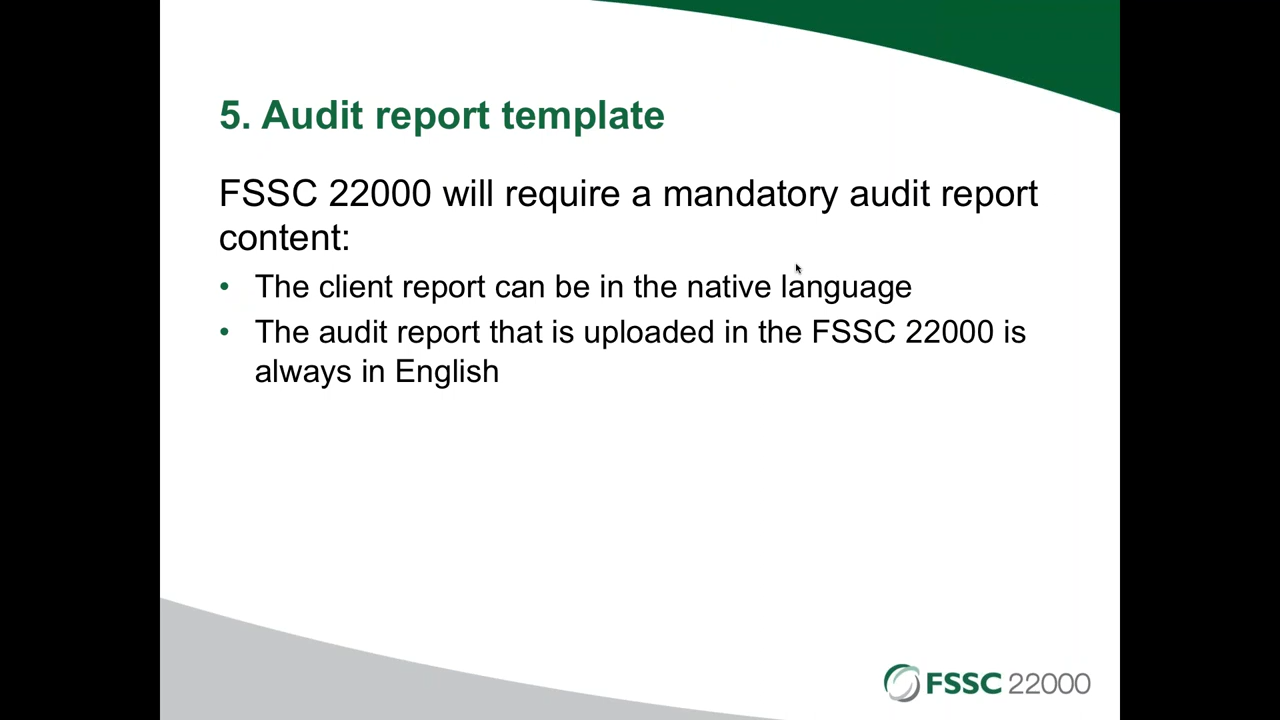 5. Audit report template
FSSC 22000 will require a mandatory audit report
content:
• The client report can be in the native language
• The audit report that is uploaded in the FSSC 22000 is
always in English
FSSC 22000